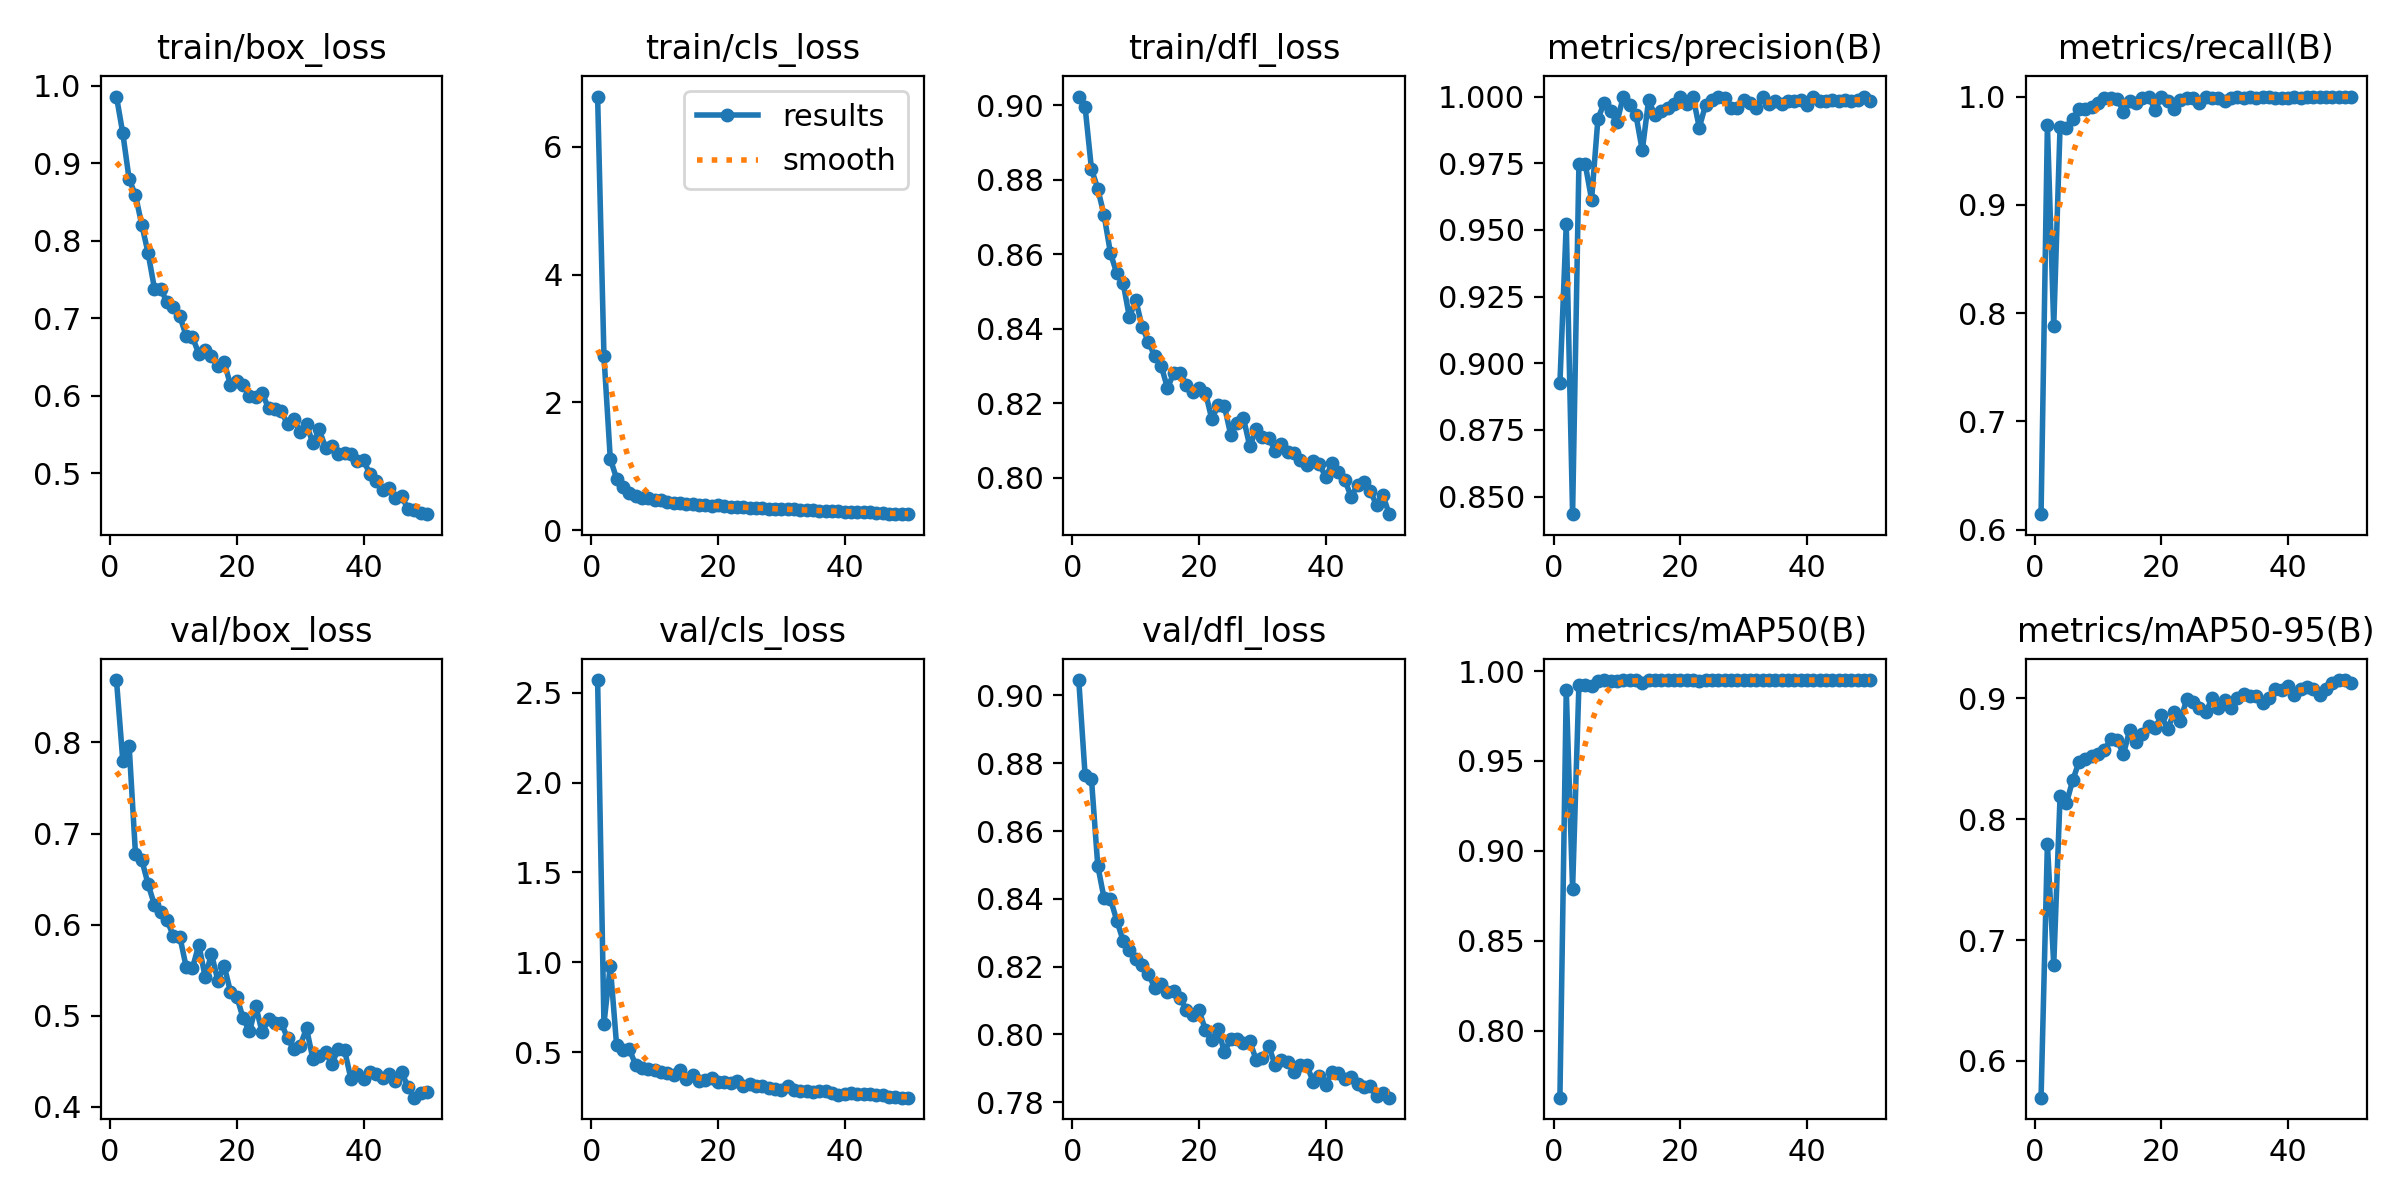 train/box_loss
1.0
0.9
0.8
0.7
0.6
0.5
0 20 40
train/cls_loss
results
smooth
6
4
2
0
0 20 40
train/dfl_loss
0.90
0.88
0.86
0.84
0.82
0.80
0 20 40
metrics/precision(B)
1.000
0.975
0.950
0.925
0.900
0.875
0.850
0 20 40
metrics/recall(B)
1.0
0.9
0.8
0.7
0.6
0 20 40
val/box_loss
0.8
0.7
0.6
0.5
0.4
0 20 40
val/cls_loss
2.5
2.0
1.5
1.0
0.5
0 20 40
val/dfl_loss
0.90
0.88
0.86
0.84
0.82
0.80
0.78
0 20 40
metrics/mAP50(B)
1.00
0.95
0.90
0.85
0.80
0 20 40
metrics/mAP50-95(B)
0.9
0.8
0.7
0.6
0 20 40